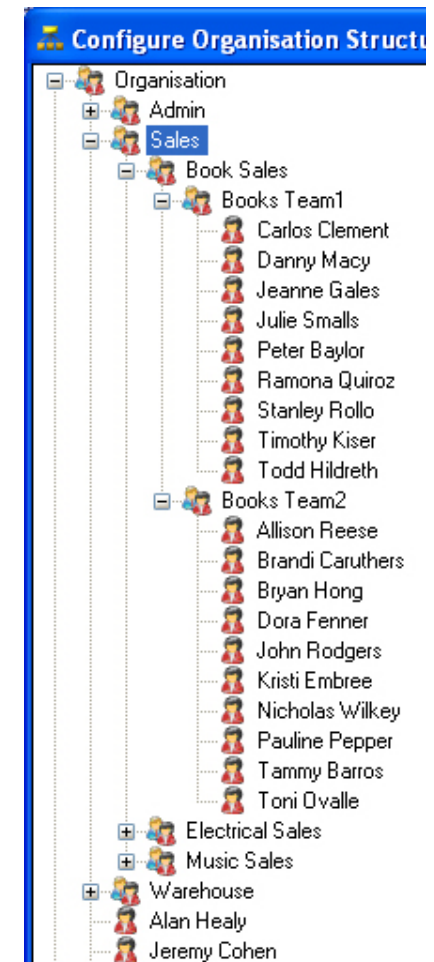 Configure Organisation Structu
Organisation
Admin
Sales
Book Sales
Books Team1
Carlos Clement
Danny Macy
Jeanne Gales
Julie Smalls
Peter Baylor
Ramona Quiroz
Stanley Rollo
Timothy Kiser
Todd Hildreth
Books Team2
Allison Reese
Brandi Caruthers
Bryan Hong
Dora Fenner
John Rodgers
Kristi Embree
Nicholas Wilkey
Pauline Pepper
Tammy Barros
Toni Ovalle
Electrical Sales
Music Sales
Warehouse
Alan Healy
Jeremy Cohen